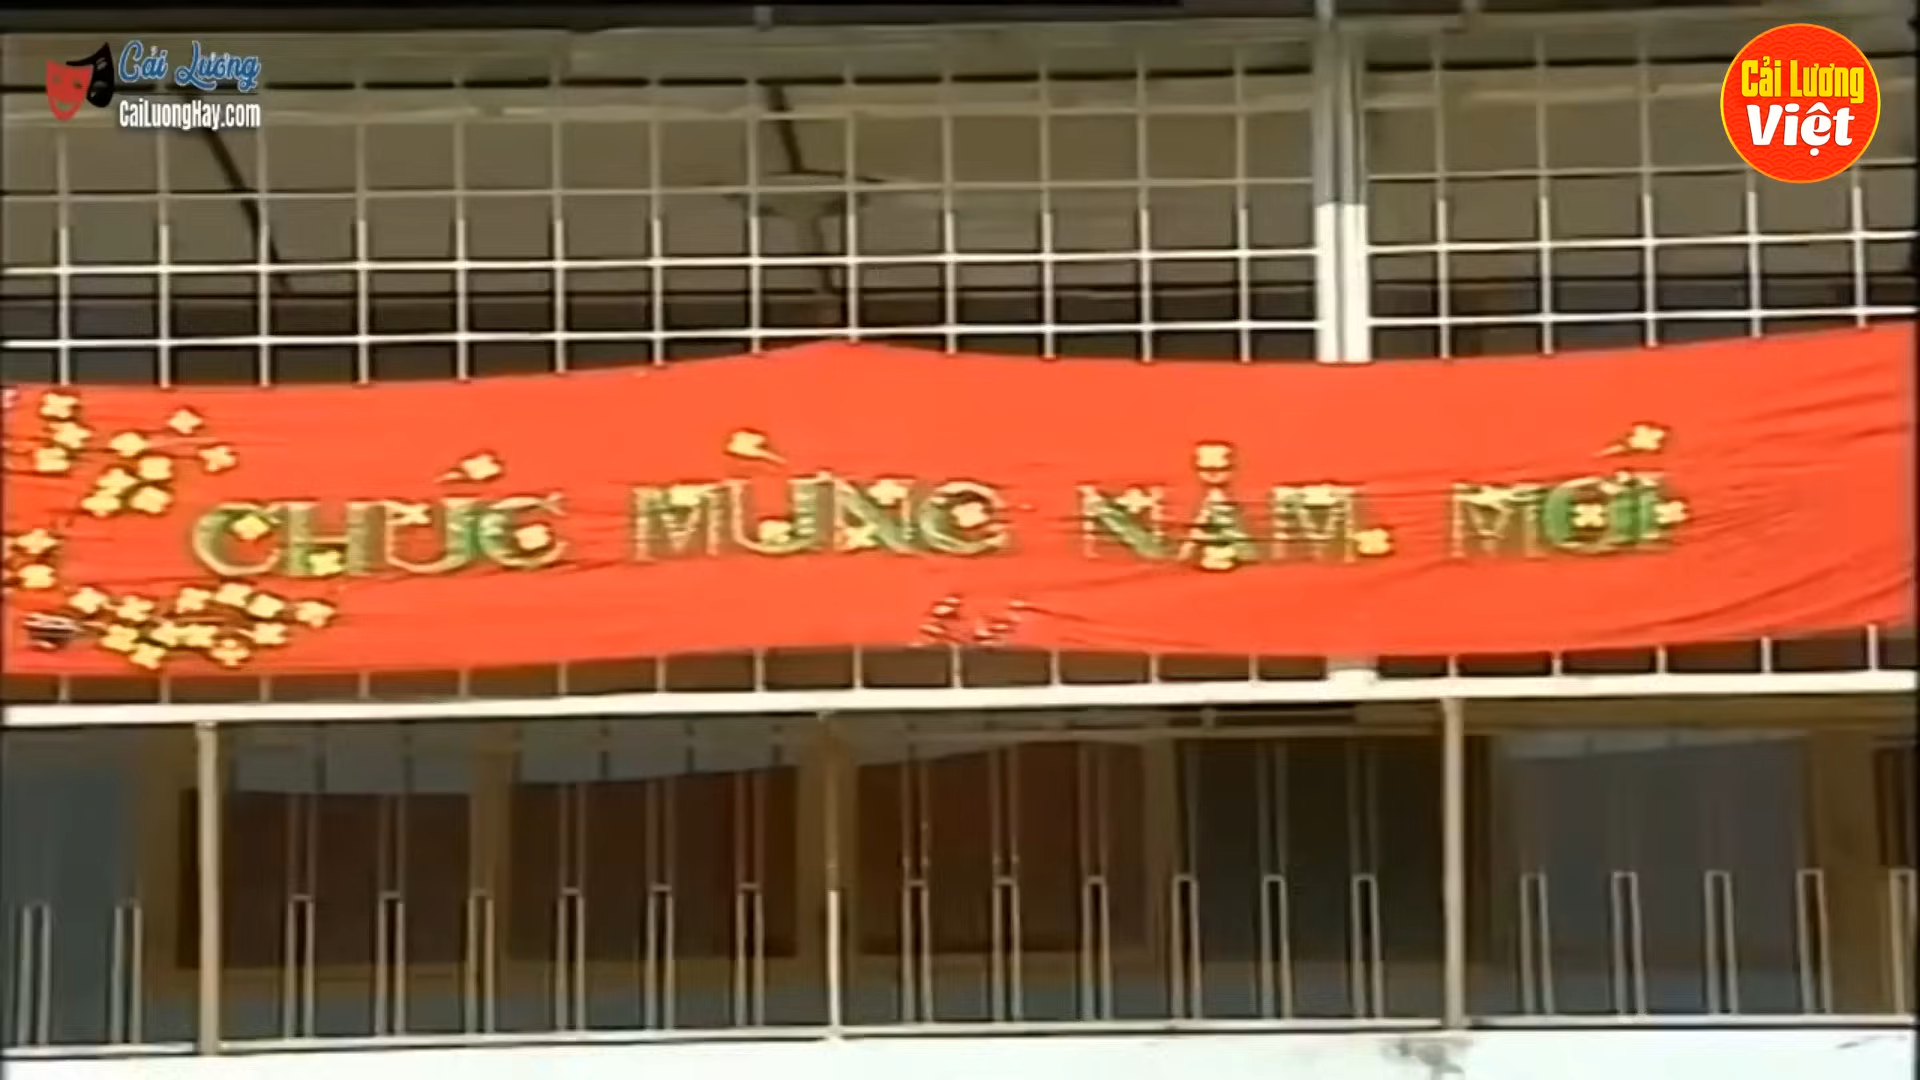 Cải Lương
CaiLuongHay.com
Cải Lương
Việt
CHÚC MỪNG NĂM MỚI